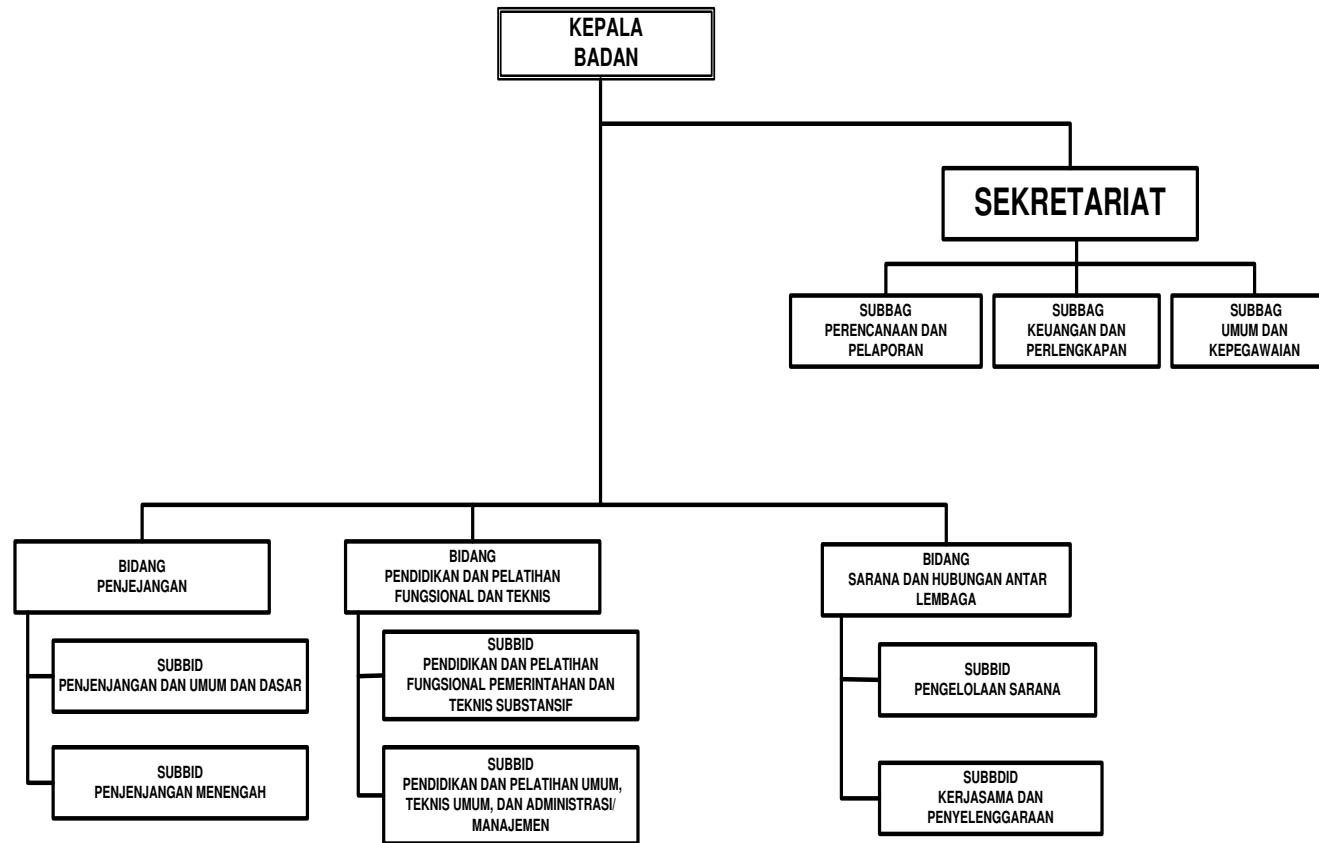 KEPALA
BADAN
SEKRETARIAT
SUBBAG
PERENCANAAN DAN
PELAPORAN
SUBBAG
KEUANGAN DAN
PERLENGKAPAN
SUBBAG
UMUM DAN
KEPEGAWAIAN
BIDANG
PENJEJANGAN
BIDANG
PENDIDIKAN DAN PELATIHAN
FUNGSIONAL DAN TEKNIS
BIDANG
SARANA DAN HUBUNGAN ANTAR
LEMBAGA
SUBBID
PENJENJANGAN DAN UMUM DAN DASAR
SUBBID
PENDIDIKAN DAN PELATIHAN
FUNGSIONAL PEMERINTAHAN DAN
TEKNIS SUBSTANSIF
SUBBID
PENGELOLAAN SARANA
SUBBID
PENJENJANGAN MENENGAH
SUBBID
PENDIDIKAN DAN PELATIHAN UMUM,
TEKNIS UMUM, DAN ADMINISTRASI/
MANAJEMEN
SUBBDID
KERJASAMA DAN
PENYELENGGARAAN